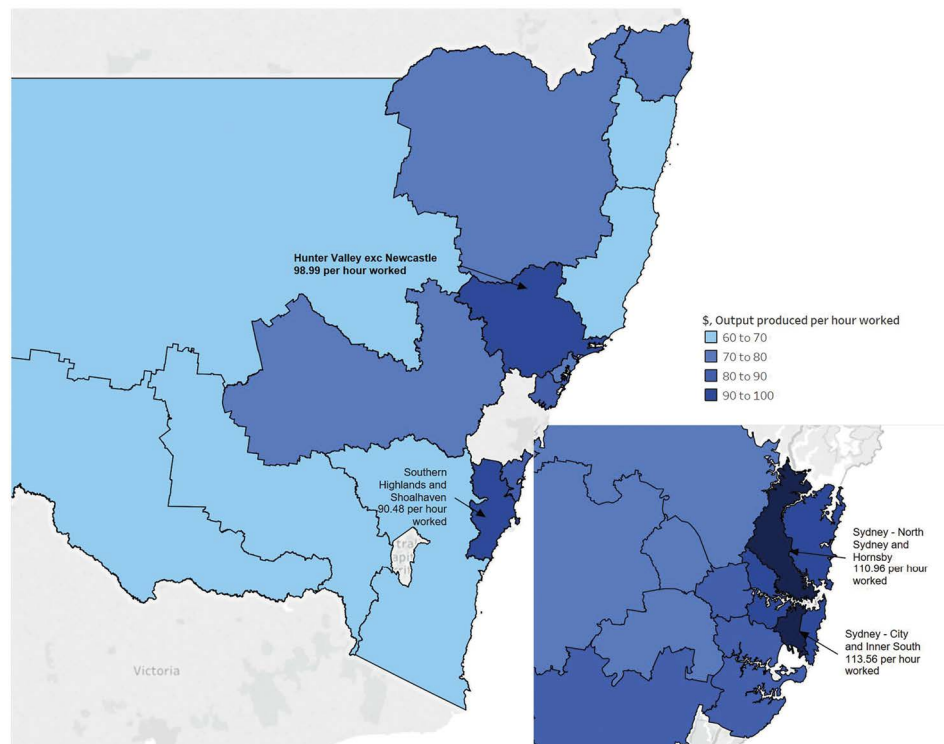 Hunter Valley exc Newcastle
98.99 per hour worked
$, Output produced per hour worked
60 to 70
70 to 80
80 to 90
90 to 100
Southern
Highlands and
Shoalhaven
90.48 per hour
worked
Victoria
Sydney - North
Sydney and
Hornsby
110.96 per hour
worked
Sydney - City
and Inner South
113.56 per hour
worked